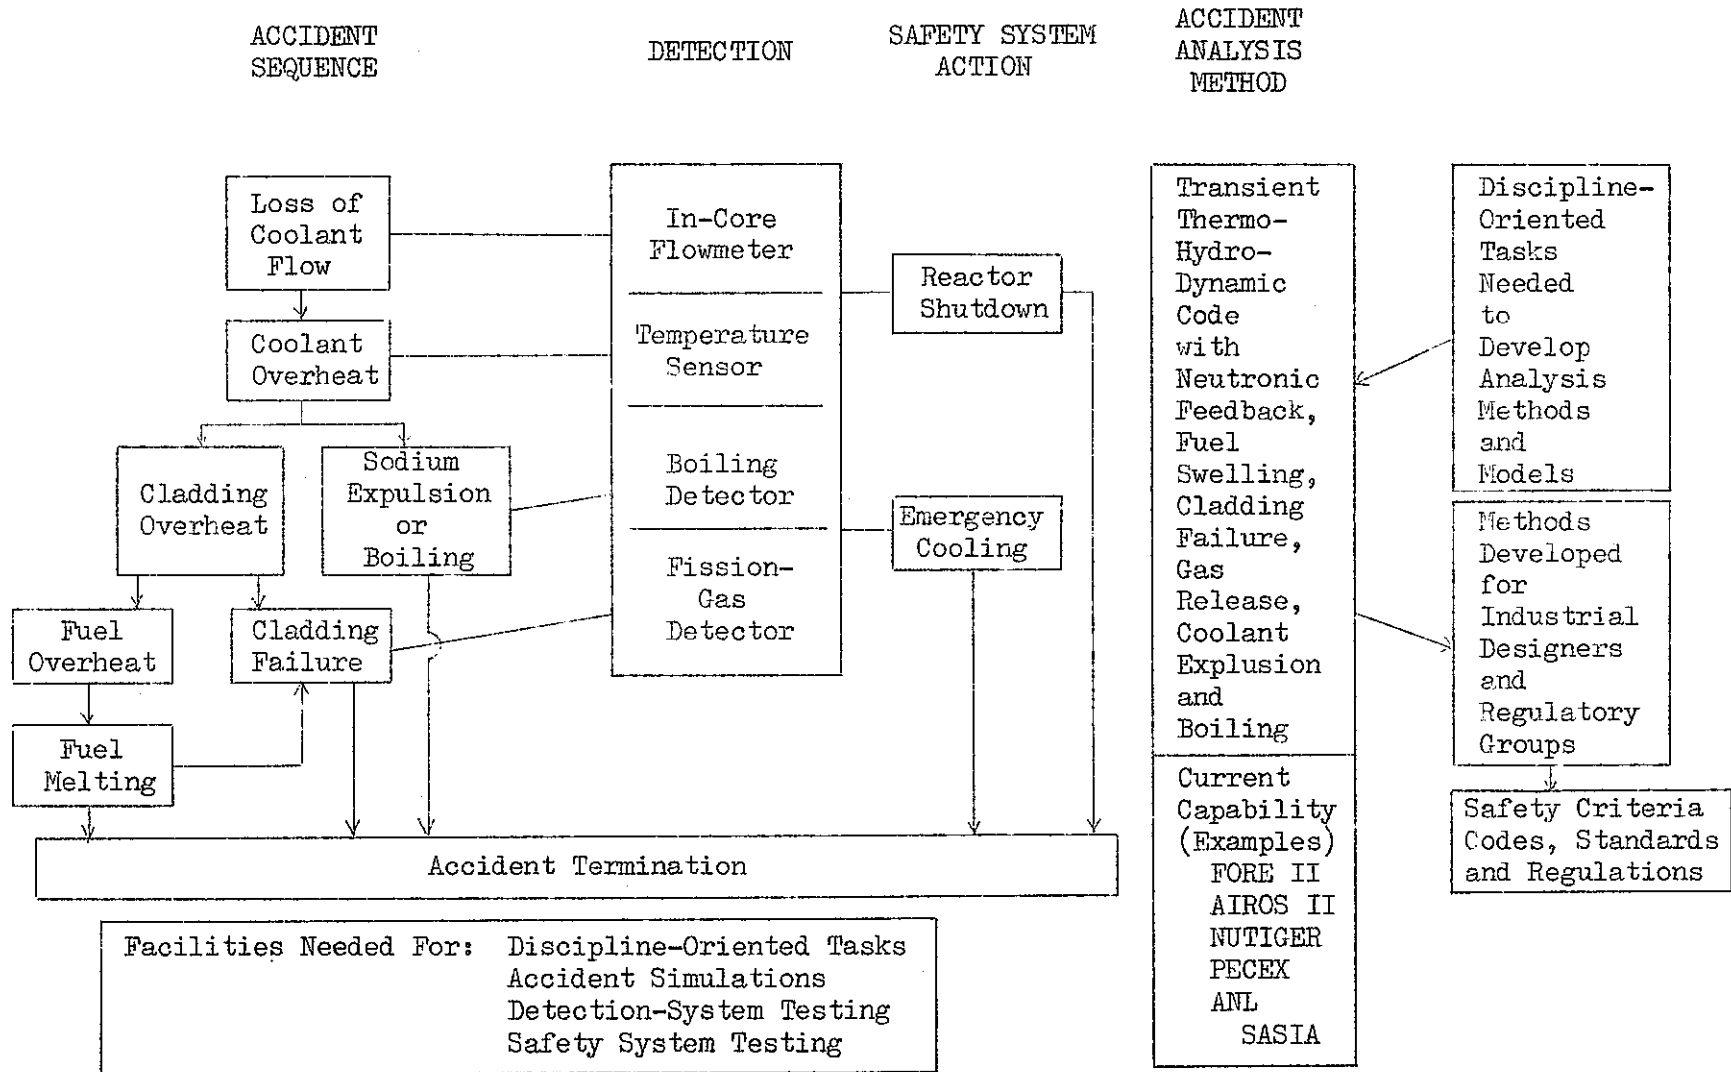 ACCIDENT
SEQUENCE
DETECTION
SAFETY SYSTEM
ACTION
ACCIDENT
ANALYSIS
METHOD
Loss of
Coolant
Flow
Coolant
Overheat
Cladding
Overheat
Sodium
Expulsion
or
Boiling
Fuel
Overheat
Cladding
Failure
Fuel
Melting
In-Core
Flowmeter
Temperature
Sensor
Boiling
Detector
Fission-
Gas
Detector
Reactor
Shutdown
Emergency
Cooling
Accident Termination
Transient
Thermo-
Hydro-
Dynamic
Code
with
Neutronic
Feedback,
Fuel
Swelling,
Cladding
Failure,
Gas
Release,
Coolant
Explusion
and
Boiling
Current
Capability
(Examples)
FORE II
AIROS II
NUTIGER
PECEX
ANL
SASIA
Discipline-
Oriented
Tasks
Needed
to
Develop
Analysis
Methods
and
Models
Methods
Developed
for
Industrial
Designers
and
Regulatory
Groups
Safety Criteria
Codes, Standards
and Regulations
Facilities Needed For: Discipline-Oriented Tasks
Accident Simulations
Detection-System Testing
Safety System Testing